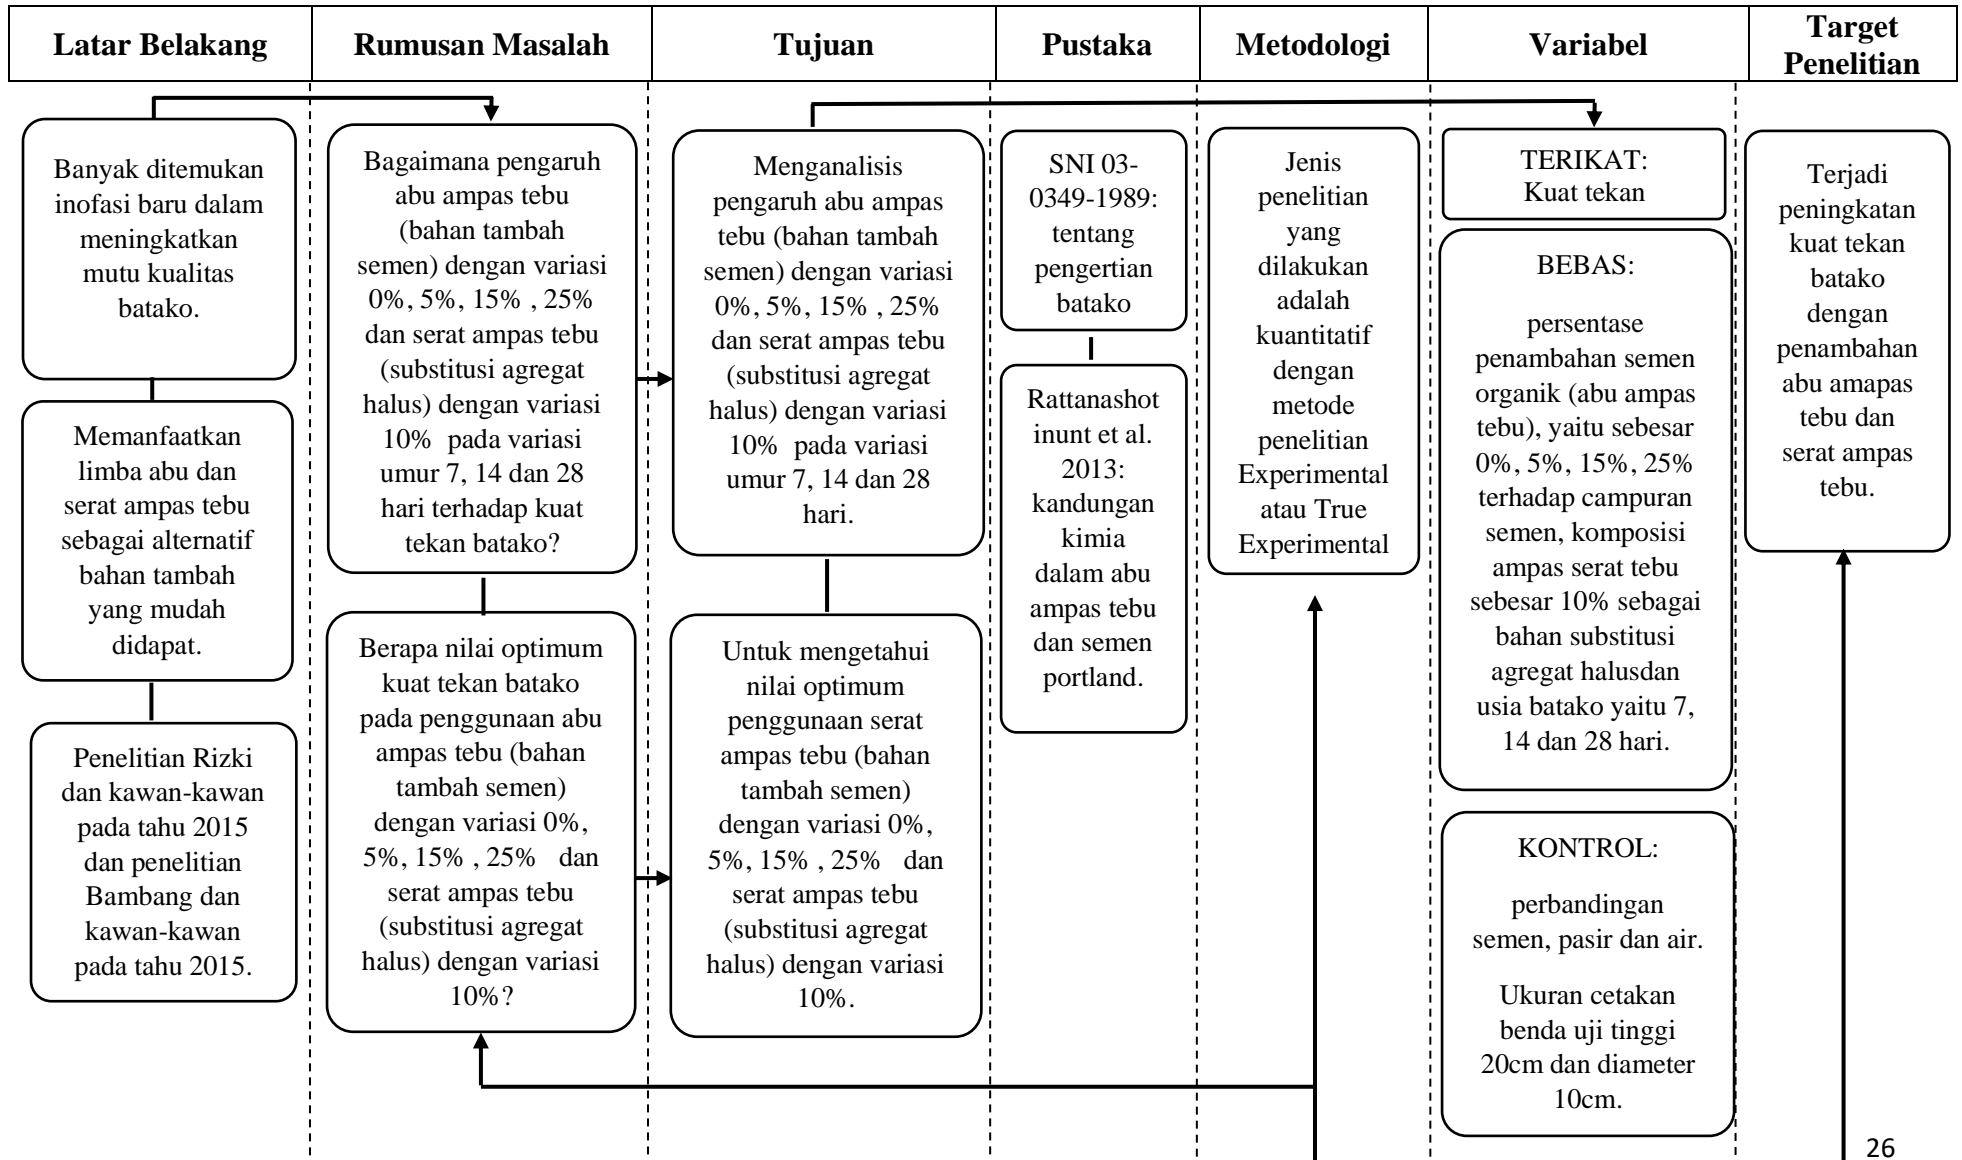 Latar Belakang
Rumusan Masalah
Tujuan
Pustaka
Metodologi
Variabel
Target
Penelitian
Banyak ditemukan
inofasi baru dalam
meningkatkan
mutu kualitas
batako.
Memanfaatkan
limba abu dan
serat ampas tebu
sebagai alternatif
bahan tambah
yang mudah
didapat.
Penelitian Rizki
dan kawan-kawan
pada tahu 2015
dan penelitian
Bambang dan
kawan-kawan
pada tahu 2015.
Bagaimana pengaruh
abu ampas tebu
(bahan tambah
semen) dengan variasi
0%, 5%, 15% , 25%
dan serat ampas tebu
(substitusi agregat
halus) dengan variasi
10% pada variasi
umur 7, 14 dan 28
hari terhadap kuat
tekan batako?
Berapa nilai optimum
kuat tekan batako
pada penggunaan abu
ampas tebu (bahan
tambah semen)
dengan variasi 0%,
5%, 15% , 25% dan
serat ampas tebu
(substitusi agregat
halus) dengan variasi
10%?
Menganalisis
pengaruh abu ampas
tebu (bahan tambah
semen) dengan variasi
0%, 5%, 15% , 25%
dan serat ampas tebu
(substitusi agregat
halus) dengan variasi
10% pada variasi
umur 7, 14 dan 28
hari.
Untuk mengetahui
nilai optimum
penggunaan serat
ampas tebu (bahan
tambah semen)
dengan variasi 0%,
5%, 15% , 25% dan
serat ampas tebu
(substitusi agregat
halus) dengan variasi
10%.
SNI 03-
0349-1989:
tentang
pengertian
batako
Rattanashot
inunt et al.
2013:
kandungan
kimia
dalam abu
ampas tebu
dan semen
portland.
Jenis
penelitian
yang
dilakukan
adalah
kuantitatif
dengan
metode
penelitian
Experimental
atau True
Experimental
TERIKAT:
Kuat tekan
BEBAS:
persentase
penambahan semen
organik (abu ampas
tebu), yaitu sebesar
0%, 5%, 15%, 25%
terhadap campuran
semen, komposisi
ampas serat tebu
sebesar 10% sebagai
bahan substitusi
agregat halusdan
usia batako yaitu 7,
14 dan 28 hari.
KONTROL:
perbandingan
semen, pasir dan air.
Ukuran cetakan
benda uji tinggi
20cm dan diameter
10cm.
Terjadi
peningkatan
kuat tekan
batako
dengan
penambahan
abu amapas
tebu dan
serat ampas
tebu.
26